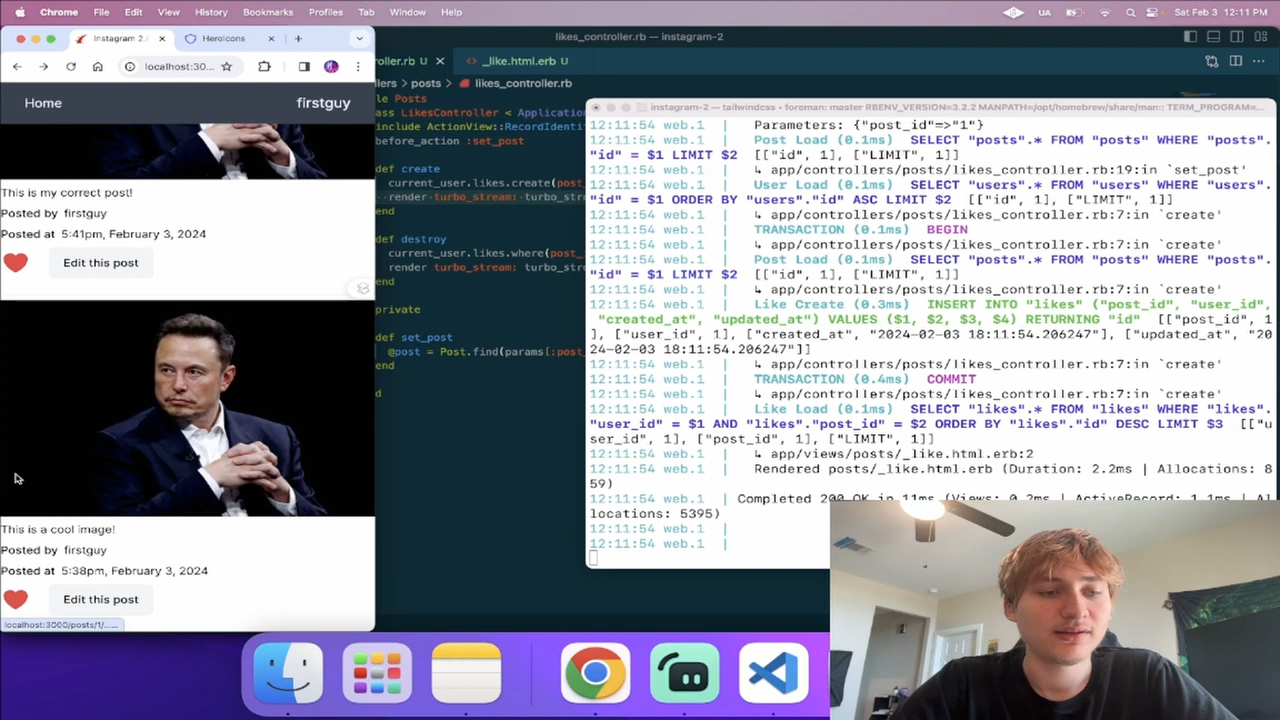 Chrome File Edit View History Bookmarks Profiles Tab Window Help
UA Sat Feb 3 12:11 PM
likes_controller.rb — instagram-2
Instagram 2. Heroicons
localhost:30...
roller.rb U _like.html.erb U
llers > posts > likes_controller.rb
Home firstguy
This is my correct post!
Posted by firstguy
Posted at 5:41pm, February 3, 2024
Edit this post
This is a cool image!
Posted by firstguy
Posted at 5:38pm, February 3, 2024
Edit this post
localhost:3000/posts/1/......
le Posts
ass LikesController < Applicatio
include ActionView::RecordIdenti
before_action :set_post
def create
current_user.likes.create(post_
render turbo_stream: turbo_stre
end
def destroy
current_user.likes.where(post_
render turbo_stream: turbo_stre
end
private
def set_post
@post = Post.find(params[:post_
end
d
instagram-2 — tailwindcss ◂ foreman: master RBENV_VERSION=3.2.2 MANPATH=/opt/homebrew/share/man:: TERM_PROGRAM=...
12:11:54 web.1 | Parameters: {"post_id"=>"1"}
12:11:54 web.1 | Post Load (0.1ms) SELECT "posts".* FROM "posts" WHERE "posts".
"id" = $1 LIMIT $2 [["id", 1], ["LIMIT", 1]]
12:11:54 web.1 | ↳ app/controllers/posts/likes_controller.rb:19:in `set_post'
12:11:54 web.1 | User Load (0.1ms) SELECT "users".* FROM "users" WHERE "users".
"id" = $1 ORDER BY "users"."id" ASC LIMIT $2 [["id", 1], ["LIMIT", 1]]
12:11:54 web.1 | ↳ app/controllers/posts/likes_controller.rb:7:in `create'
12:11:54 web.1 | TRANSACTION (0.1ms) BEGIN
12:11:54 web.1 | ↳ app/controllers/posts/likes_controller.rb:7:in `create'
12:11:54 web.1 | Post Load (0.1ms) SELECT "posts".* FROM "posts" WHERE "posts".
"id" = $1 LIMIT $2 [["id", 1], ["LIMIT", 1]]
12:11:54 web.1 | ↳ app/controllers/posts/likes_controller.rb:7:in `create'
12:11:54 web.1 | Like Create (0.3ms) INSERT INTO "likes" ("post_id", "user_id",
"created_at", "updated_at") VALUES ($1, $2, $3, $4) RETURNING "id" [["post_id", 1
], ["user_id", 1], ["created_at", "2024-02-03 18:11:54.206247"], ["updated_at", "20
24-02-03 18:11:54.206247"]]
12:11:54 web.1 | ↳ app/controllers/posts/likes_controller.rb:7:in `create'
12:11:54 web.1 | TRANSACTION (0.4ms) COMMIT
12:11:54 web.1 | ↳ app/controllers/posts/likes_controller.rb:7:in `create'
12:11:54 web.1 | Like Load (0.1ms) SELECT "likes".* FROM "likes" WHERE "likes".
"user_id" = $1 AND "likes"."post_id" = $2 ORDER BY "likes"."id" DESC LIMIT $3 [["u
ser_id", 1], ["post_id", 1], ["LIMIT", 1]]
12:11:54 web.1 | ↳ app/views/posts/_like.html.erb:2
12:11:54 web.1 | Rendered posts/_like.html.erb (Duration: 2.2ms | Allocations: 8
59)
12:11:54 web.1 | Completed 200 OK in 11ms (Views: 0.2ms | ActiveRecord: 1.1ms | Al
locations: 5395)
12:11:54 web.1 |
12:11:54 web.1 |